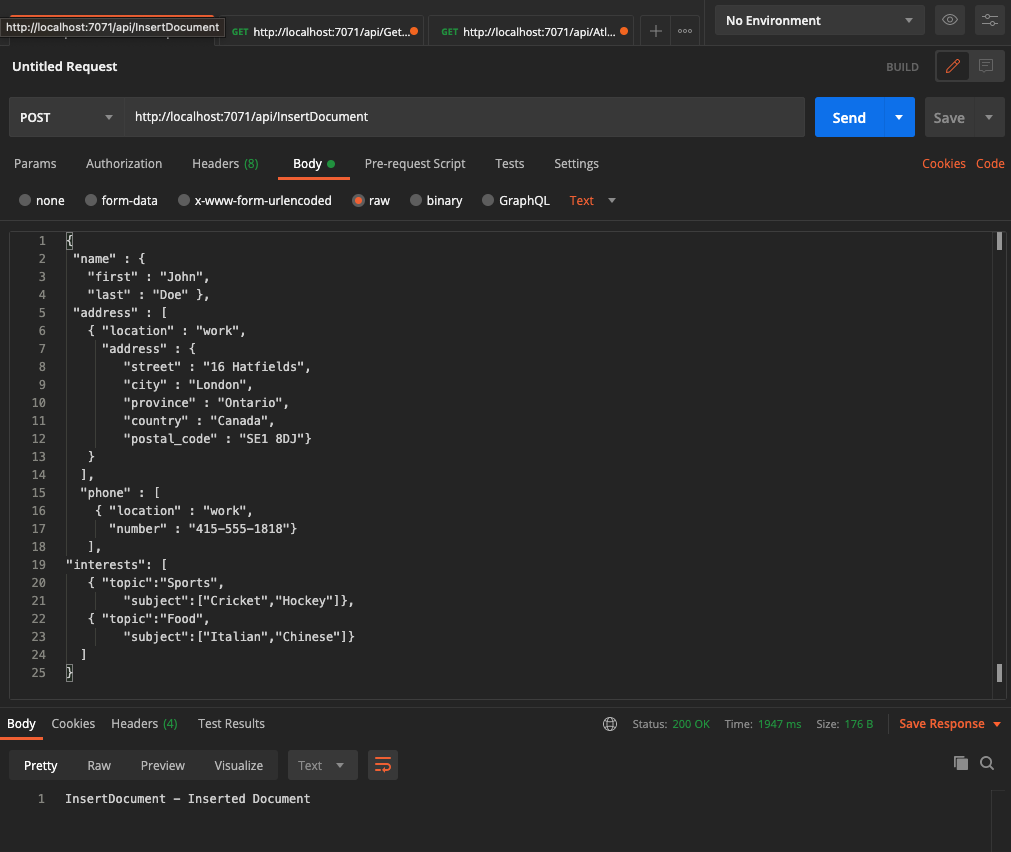 http://localhost:7071/api/InsertDocument
GET http://localhost:7071/api/Get...
GET http://localhost:7071/api/Atl...
No Environment
Untitled Request
BUILD
POST http://localhost:7071/api/InsertDocument Send Save
Params Authorization Headers (8) Body Pre-request Script Tests Settings Cookies Code
none form-data x-www-form-urlencoded raw binary GraphQL Text
1 {
2 "name" : {
3 "first" : "John",
4 "last" : "Doe" },
5 "address" : [
6 { "location" : "work",
7 "address" : {
8 "street" : "16 Hatfields",
9 "city" : "London",
10 "province" : "Ontario",
11 "country" : "Canada",
12 "postal_code" : "SE1 8DJ"}
13 }
14 ],
15 "phone" : [
16 { "location" : "work",
17 "number" : "415-555-1818"}
18 ],
19 "interests": [
20 { "topic":"Sports",
21 "subject":["Cricket","Hockey"]},
22 { "topic":"Food",
23 "subject":["Italian","Chinese"]}
24 ]
25 }
Body Cookies Headers (4) Test Results Status: 200 OK Time: 1947 ms Size: 176 B Save Response
Pretty Raw Preview Visualize Text
1 InsertDocument - Inserted Document